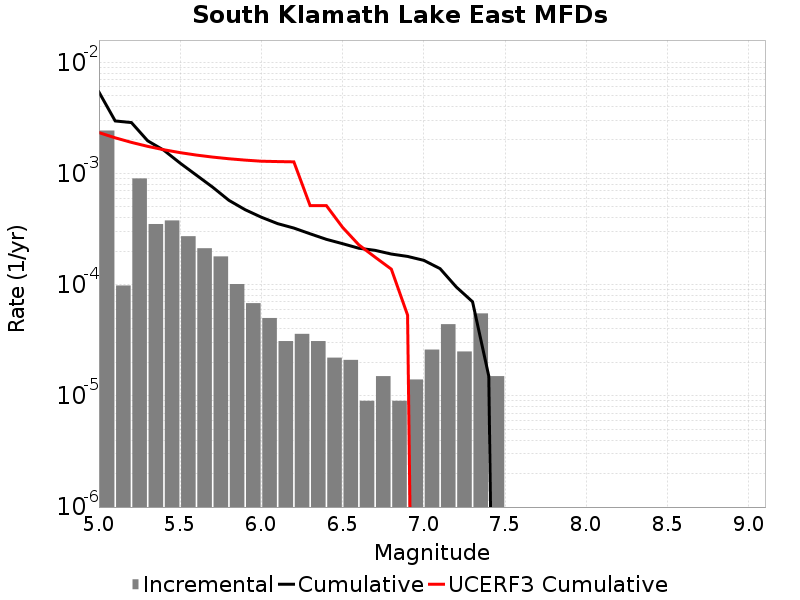 South Klamath Lake East MFDs
Rate (1/yr)
10-2
10-3
10-4
10-5
10-6
5.0 5.5 6.0 6.5 7.0 7.5 8.0 8.5 9.0
Magnitude
Incremental Cumulative UCERF3 Cumulative